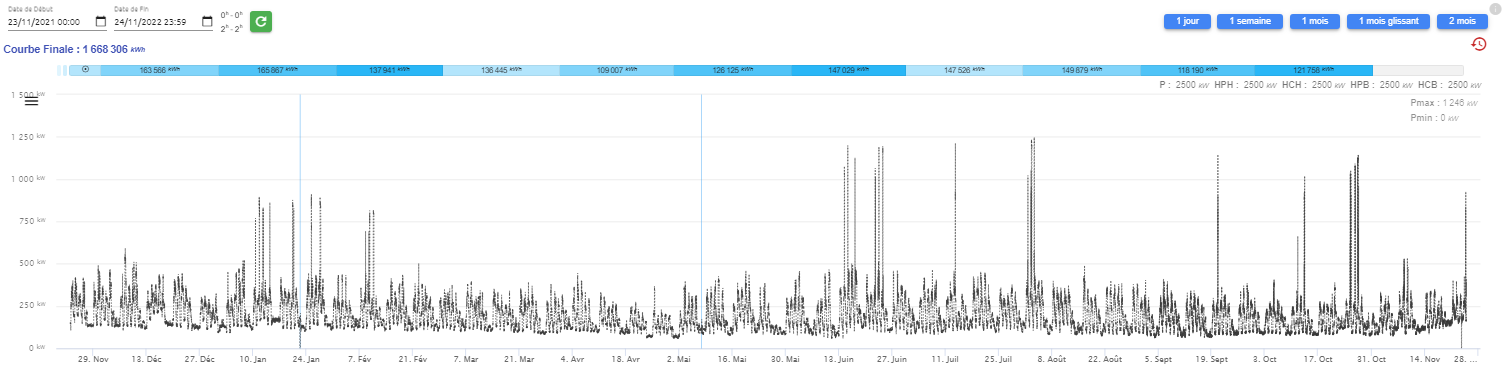 Date de Début
23/11/2021 00:00
Date de Fin
24/11/2022 23:59
0h - 0h
2h - 2h
1 jour
1 semaine
1 mois
1 mois glissant
2 mois
Courbe Finale : 1 668 306 kWh
163 566 kWh
165 867 kWh
137 941 kWh
136 445 kWh
109 007 kWh
126 125 kWh
147 029 kWh
147 526 kWh
149 879 kWh
118 190 kWh
121 758 kWh
P : 2500 kW HPH : 2500 kW HCH : 2500 kW HPB : 2500 kW HCB : 2500 kW
Pmax : 1 246 kW
Pmin : 0 kW
1 500 kW
1 250 kW
1 000 kW
750 kW
500 kW
250 kW
0 kW
29. Nov
13. Déc
27. Déc
10. Jan
24. Jan
7. Fév
21. Fév
7. Mar
21. Mar
4. Avr
18. Avr
2. Mai
16. Mai
30. Mai
13. Juin
27. Juin
11. Juil
25. Juil
8. Août
22. Août
5. Sept
19. Sept
3. Oct
17. Oct
31. Oct
14. Nov
28. ...